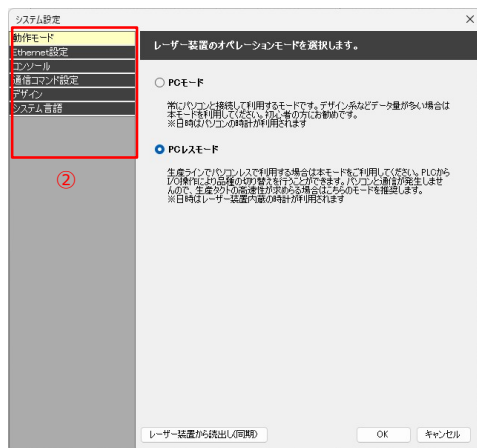 システム設定
動作モード
Ethernet設定
コンソール
通信コマンド設定
デザイン
システム言語
②
レーザー装置のオペレーションモードを選択します。
PCモード
常にパソコンと接続して利用するモードです。デザイン系などデータ量が多い場合は
本モードを利用してください。初心者の方にお勧めです。
※日時はパソコンの時計が利用されます
PCレスモード
生産ラインでパソコンレスで利用する場合は本モードをご利用してください。PLCから
I/O操作により品種の切り替えを行うことができます。パソコンと通信が発生しませ
んので、生産タクトの高速性が求めらる場合はこちらのモードを推奨します。
※日時はレーザー装置内蔵の時計が利用されます
レーザー装置から読出し(同期)
OK
キャンセル